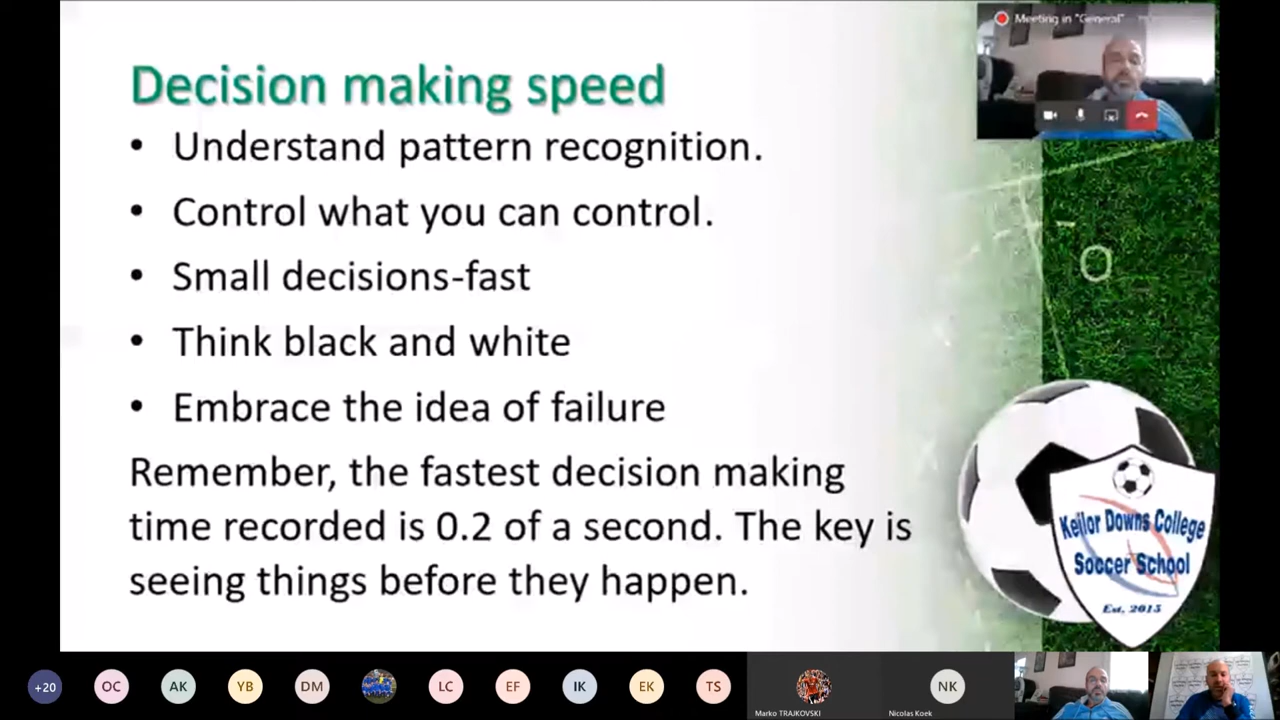 Meeting in "General"
Decision making speed
• Understand pattern recognition.
• Control what you can control.
• Small decisions-fast
• Think black and white
• Embrace the idea of failure
Remember, the fastest decision making
time recorded is 0.2 of a second. The key is
seeing things before they happen.
Keilor Downs College
Soccer School
Est. 2015
+20
OC
AK
YB
DM
LC
EF
IK
EK
TS
NK
Marko TRAJKOVSKI
Nicolas Koek